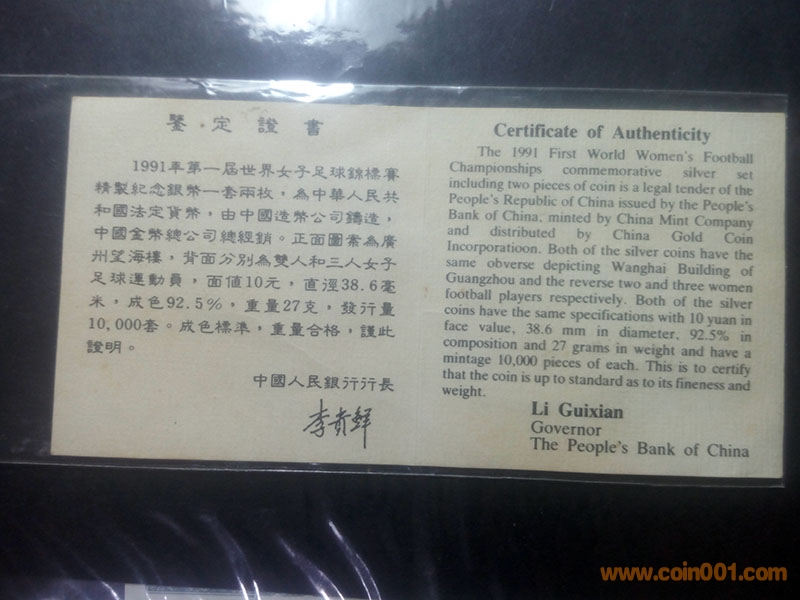 鑒定證書
1991年第一屆世界女子足球錦標賽
精製紀念銀幣一套兩枚，為中華人民共
和國法定貨幣，由中國造幣公司鑄造，
中國金幣總公司總經銷。正面圖案為廣
州望海樓，背面分別為雙人和三人女子
足球運動員，面值10元，直徑38.6毫
米，成色92.5%，重量27克，發行量
10,000套。成色標準，重量合格，謹此
證明。
中國人民銀行行長
李貴鮮
Certificate of Authenticity
The 1991 First World Women's Football
Championships commemorative silver set
including two pieces of coin is a legal tender of the
People's Republic of China issued by the People's
Bank of China, minted by China Mint Company
and distributed by China Gold Coin
Incorporatioon. Both of the silver coins have the
same obverse depicting Wanghai Building of
Guangzhou and the reverse two and three women
football players respectively. Both of the silver
coins have the same specifications with 10 yuan in
face value, 38.6 mm in diameter, 92.5% in
composition and 27 grams in weight and have a
mintage 10,000 pieces of each. This is to certify
that the coin is up to standard as to its fineness and
weight.
Li Guixian
Governor
The People's Bank of China
www.coin001.com